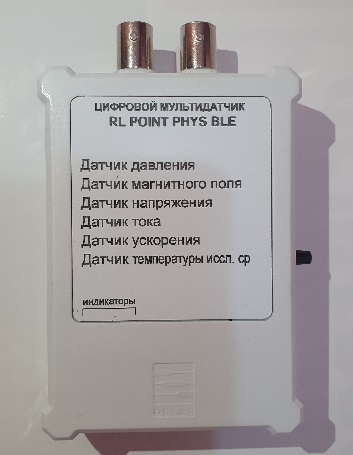 ЦИФРОВОЙ МУЛЬТИДАТЧИК
RL POINT PHYS BLE
Датчик давления
Датчик магнитного поля
Датчик напряжения
Датчик тока
Датчик ускорения
Датчик температуры иссл. ср
индикаторы